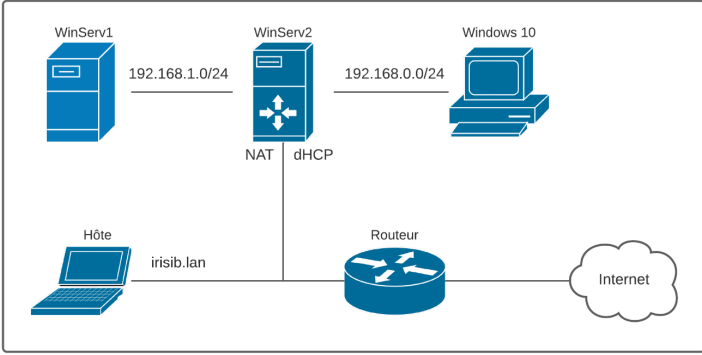 WinServ1
WinServ2
Windows 10
192.168.1.0/24
192.168.0.0/24
NAT
dHCP
Hôte
Routeur
irisib.lan
Internet